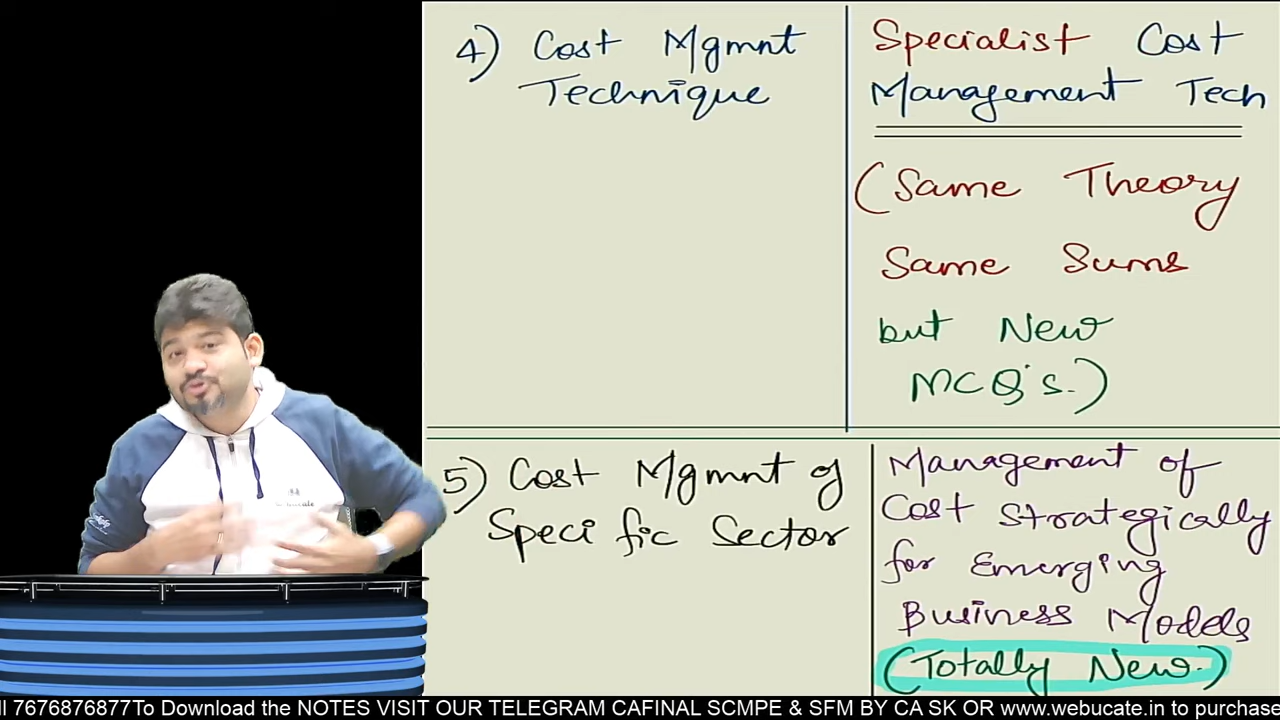 4) Cost Mgmnt
Technique
Specialist Cost
Management Tech
(Same Theory
Same Sums
but New
MCQ's.)
5) Cost Mgmnt of
Specific Sector
Management of
Cost Strategically
for Emerging
Business Models
(Totally New.)
ll 7676876877To Download the NOTES VISIT OUR TELEGRAM CAFINAL SCMPE & SFM BY CA SK OR www.webucate.in to purchase